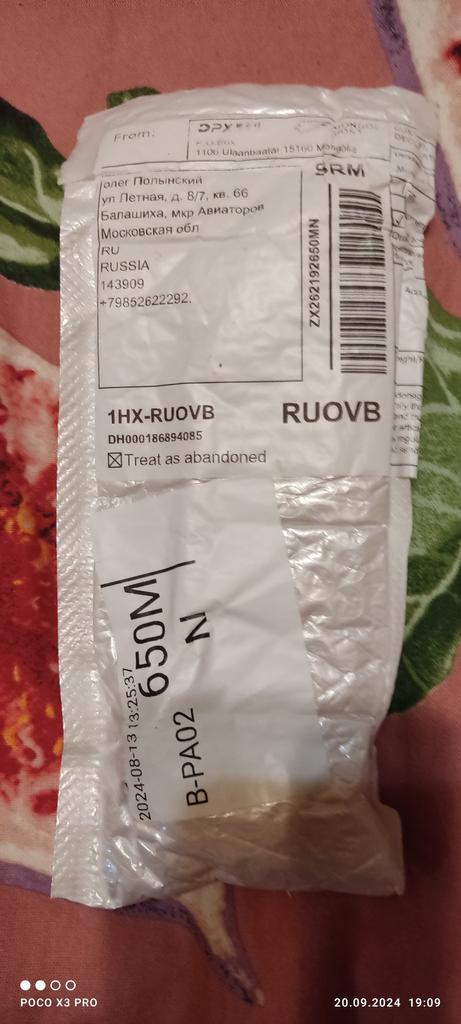 From:
P.O.Box
1106 Ulaanbaatar 15160 Mongolia
SRM
олег Полынский
ул Летная, д. 8/7, кв. 66
Балашиха, мкр Авиаторов
Московская обл
RU
RUSSIA
143909
+79852622292.
ZX262192650MN
1HX-RUOVB
RUOVB
DH000186894085
Treat as abandoned
2024-08-13 13:25:37
650M
N
B-PA02
POCO X3 PRO
20.09.2024 19:09